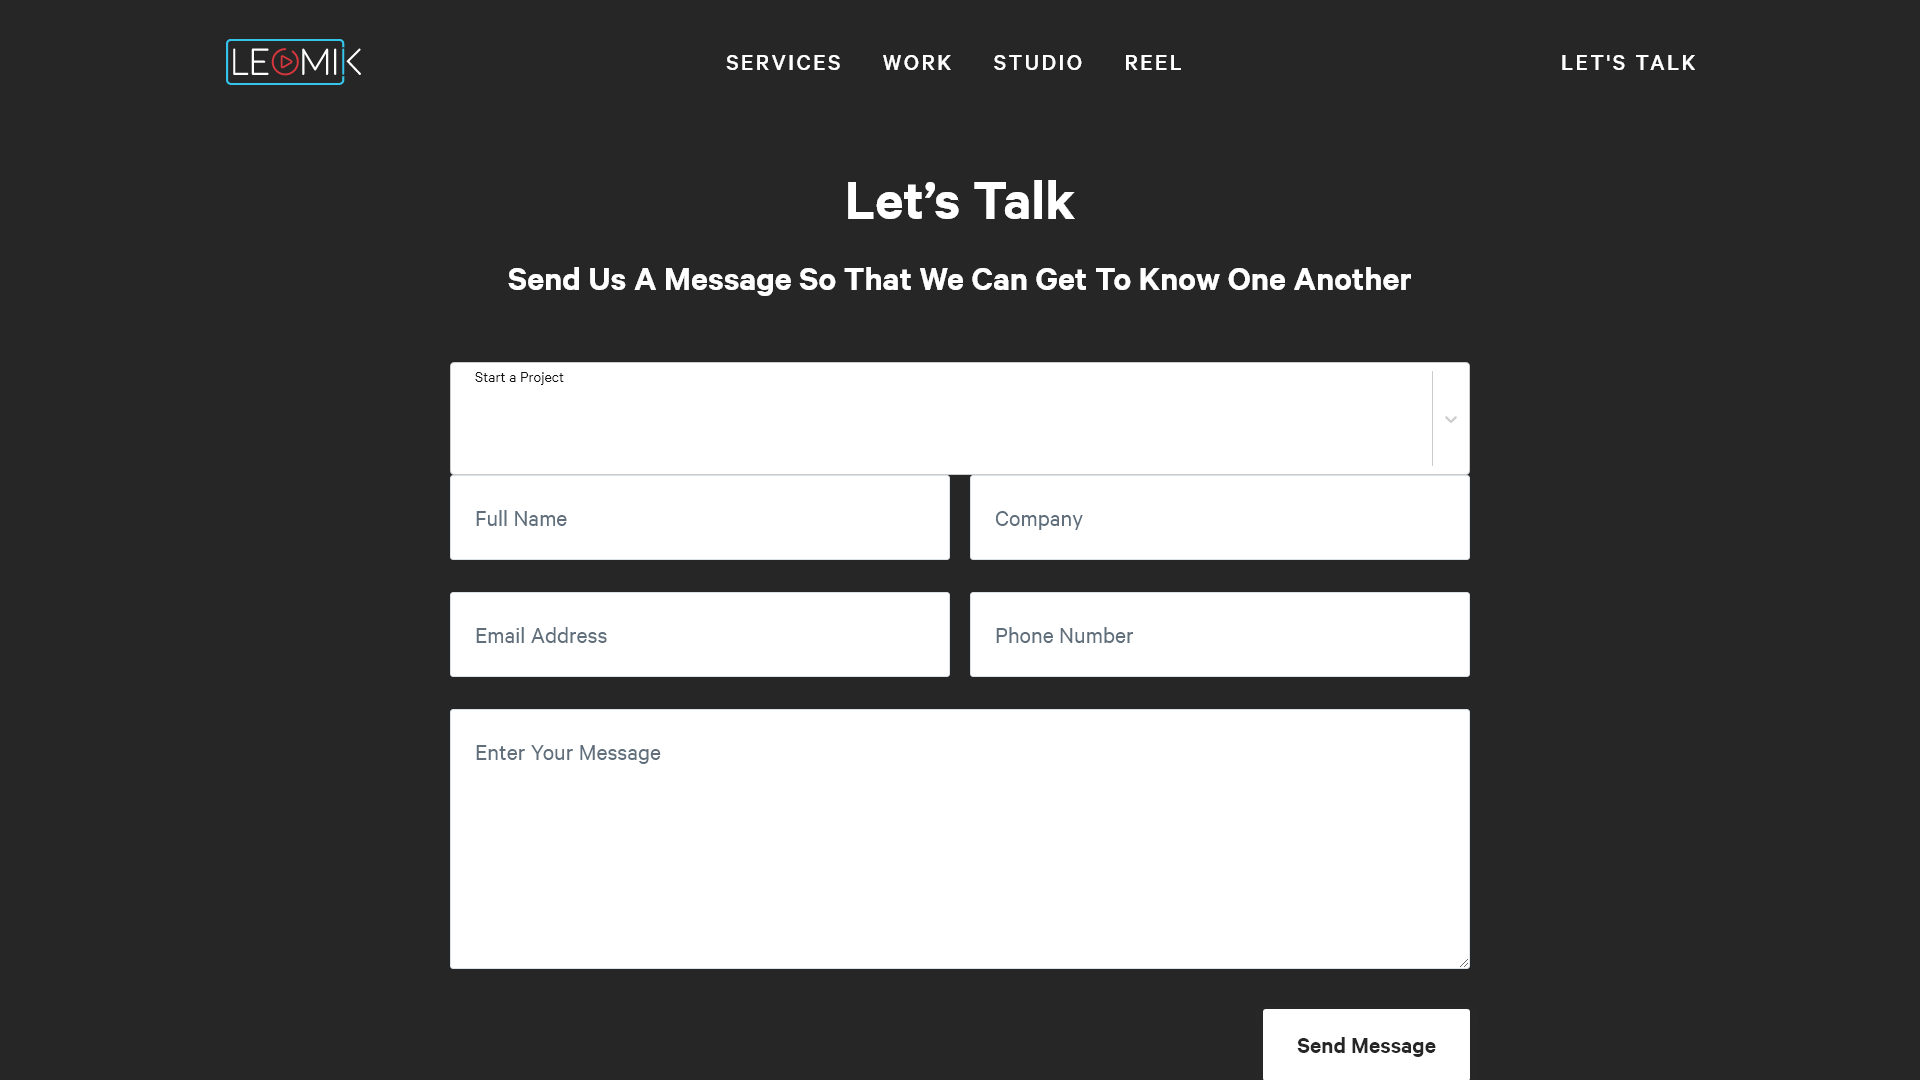 LEOMIK
SERVICES
WORK
STUDIO
REEL
LET'S TALK
Let’s Talk
Send Us A Message So That We Can Get To Know One Another
Start a Project
Full Name
Company
Email Address
Phone Number
Enter Your Message
Send Message